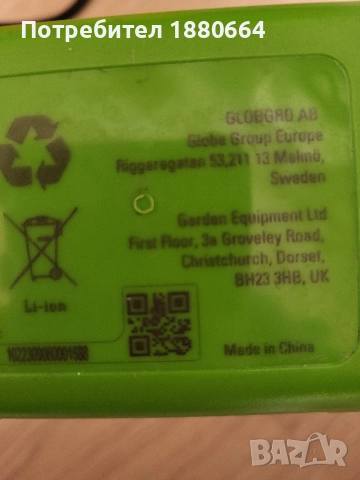 Потребител 1880664
GLOBGRO AB
Globe Group Europe
Riggaregatan 53,211 13 Malmö,
Sweden
Garden Equipment Ltd
First Floor, 3a Groveley Road,
Christchurch, Dorset,
BH23 3HB, UK
Li-ion
Made in China
BAZAR